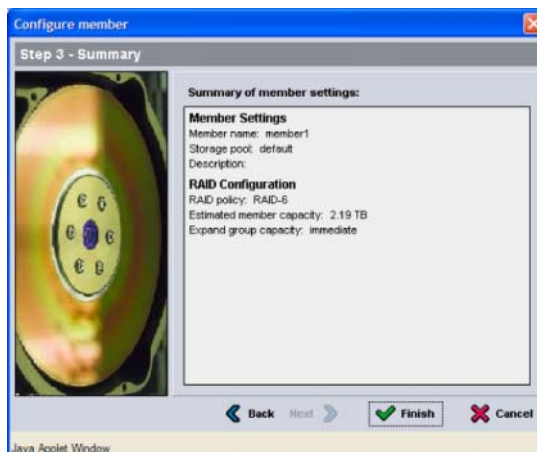 Configure member
Step 3 - Summary
Summary of member settings:
Member Settings
Member name: member1
Storage pool: default
Description:
RAID Configuration
RAID policy: RAID-6
Estimated member capacity: 2.19 TB
Expand group capacity: immediate
Back Next Finish Cancel
Java Applet Window